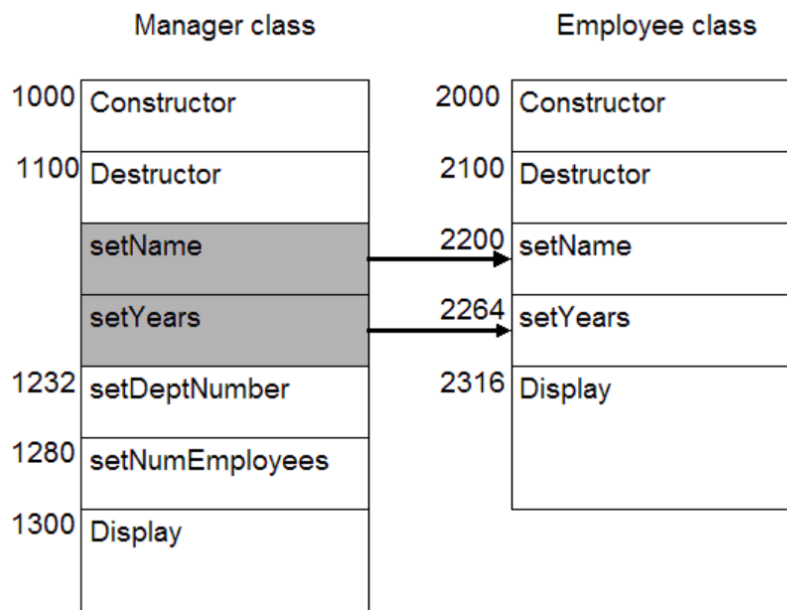 Manager class
Employee class
1000 Constructor
1100 Destructor
setName
setYears
1232 setDeptNumber
1280 setNumEmployees
1300 Display
2000 Constructor
2100 Destructor
2200 setName
2264 setYears
2316 Display